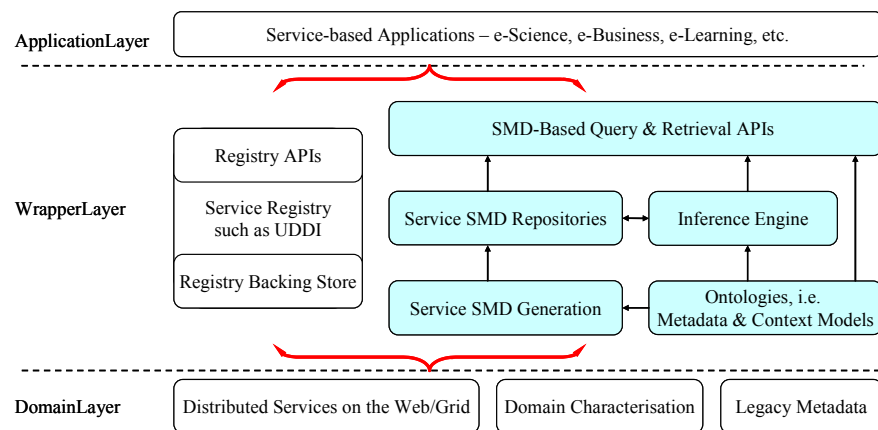 ApplicationLayer
Service-based Applications – e-Science, e-Business, e-Learning, etc.
SMD-Based Query & Retrieval APIs
Registry APIs
WrapperLayer
Service Registry
such as UDDI
Service SMD Repositories
Inference Engine
Registry Backing Store
Service SMD Generation
Ontologies, i.e.
Metadata & Context Models
DomainLayer
Distributed Services on the Web/Grid
Domain Characterisation
Legacy Metadata